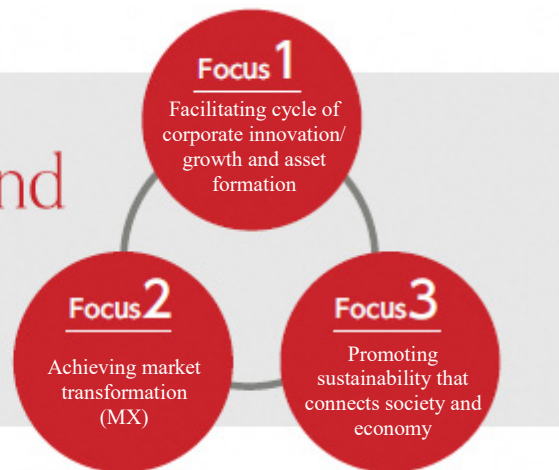 Focus 1
Facilitating cycle of
corporate innovation/
growth and asset
formation
nd
Focus 2
Achieving market
transformation
(MX)
Focus 3
Promoting
sustainability that
connects society and
economy